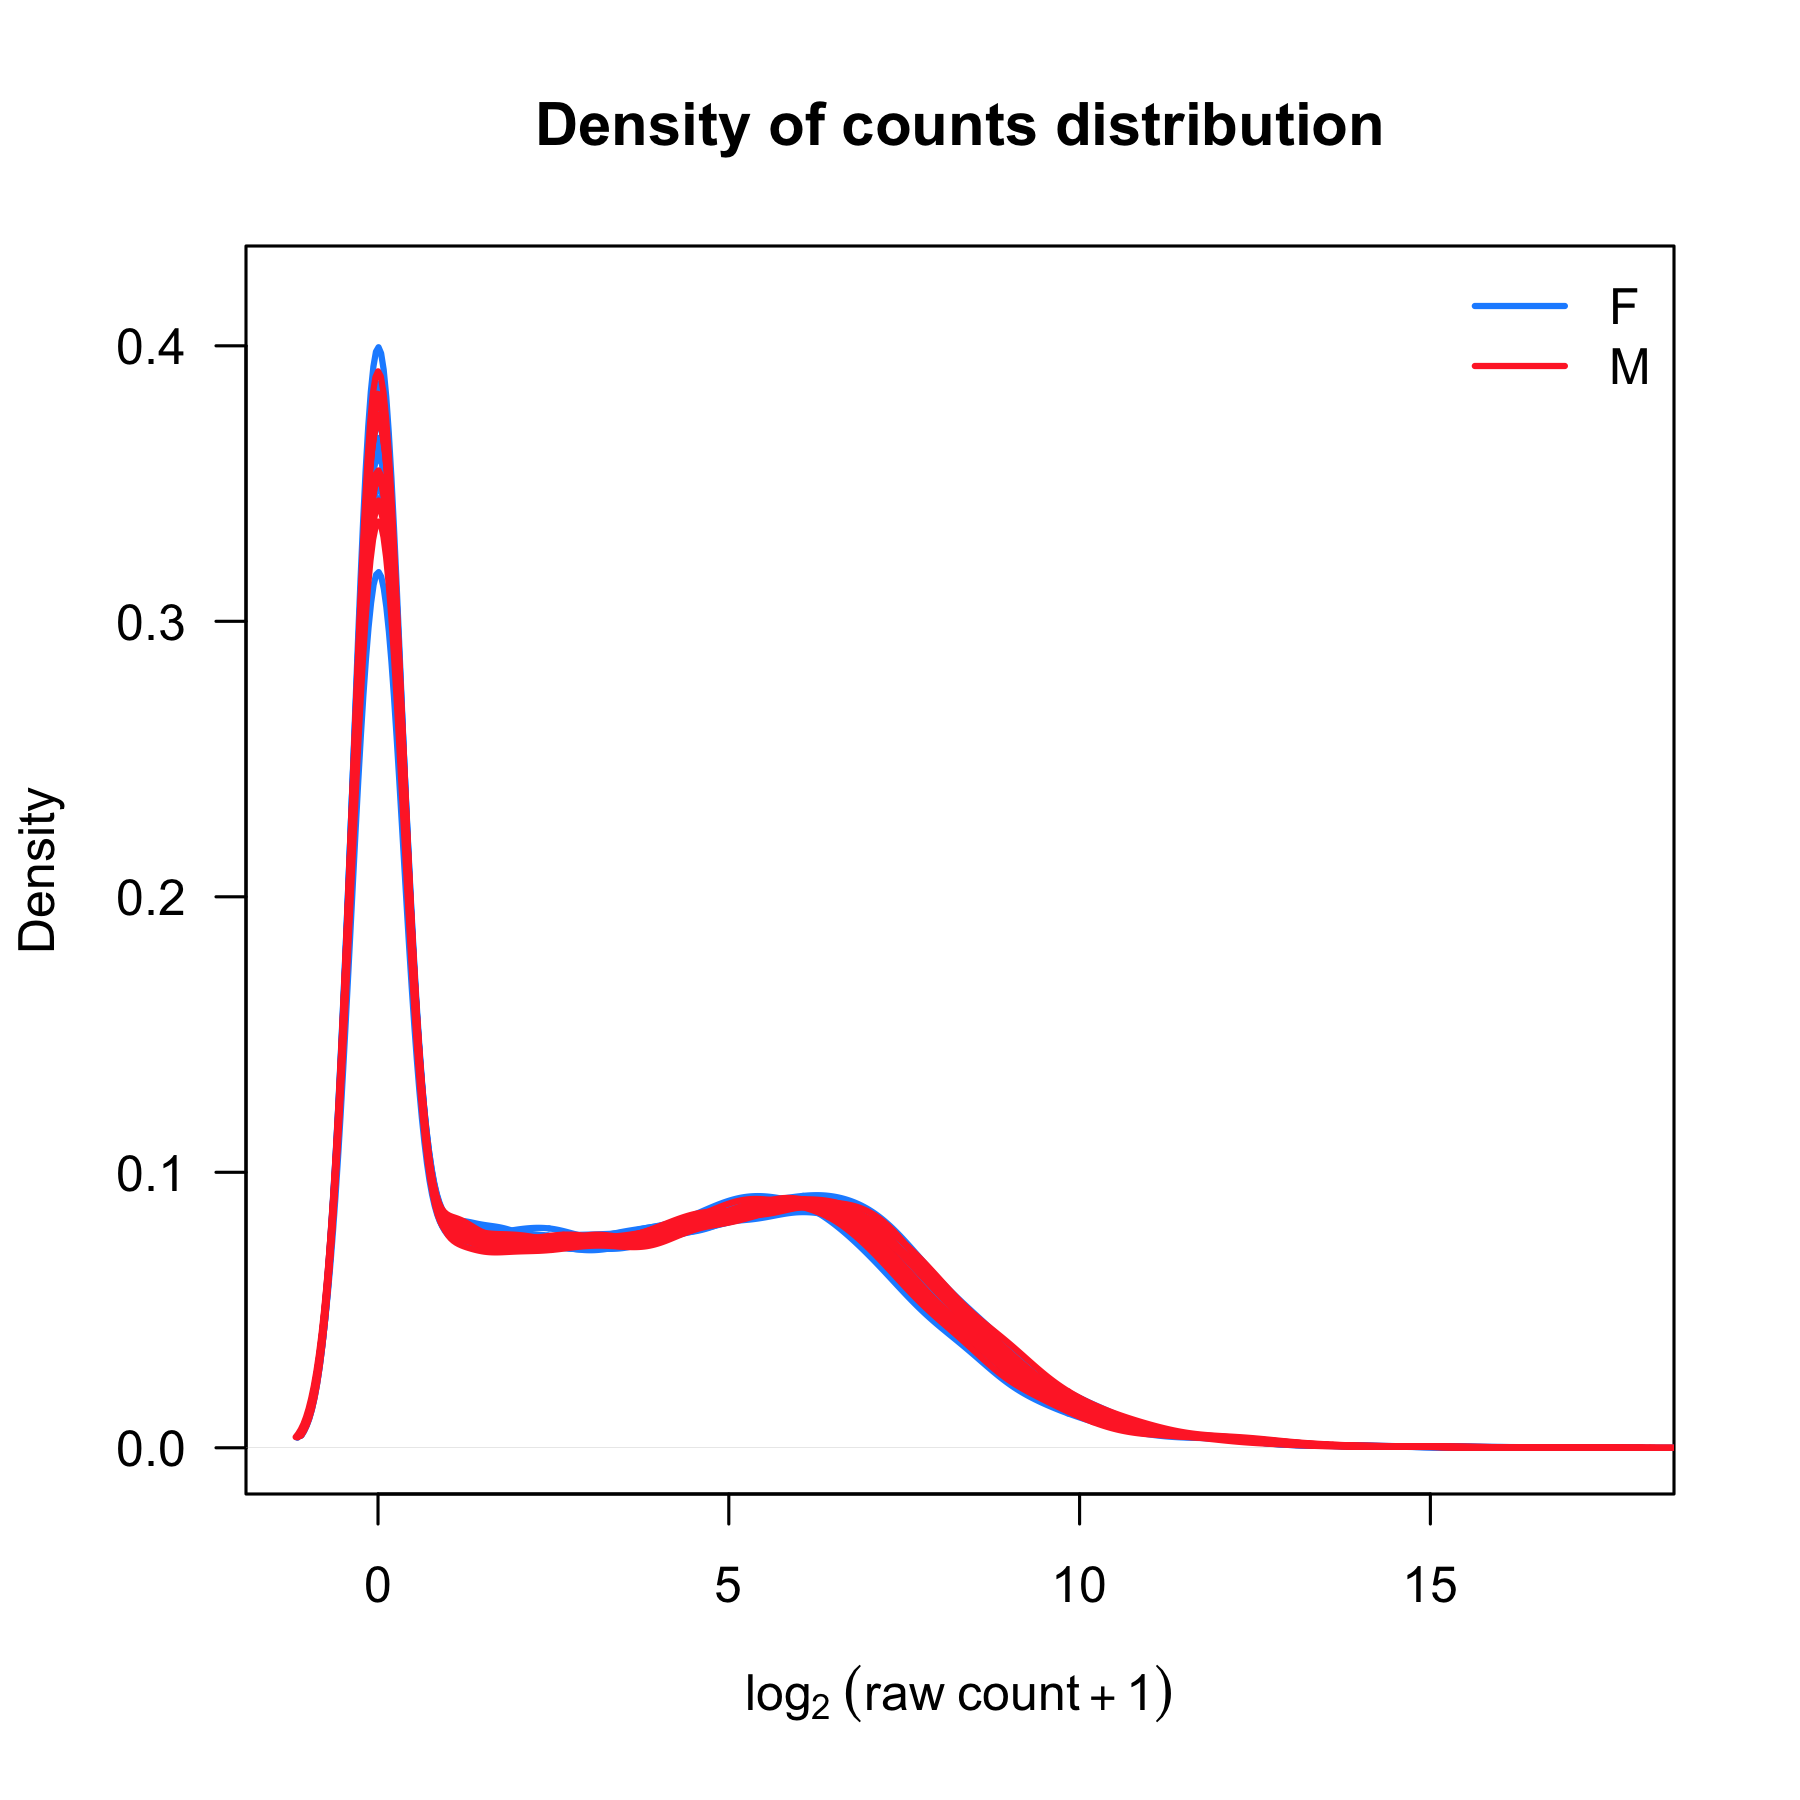 Density of counts distribution
F
M
0.4
0.3
0.2
0.1
0.0
Density
0 5 10 15
log₂ (raw count + 1)